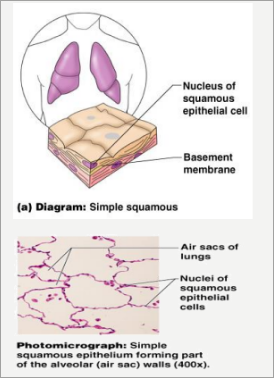 Nucleus of
squamous
epithelial cell
Basement
membrane
(a) Diagram: Simple squamous
Air sacs of
lungs
Nuclei of
squamous
epithelial
cells
Photomicrograph: Simple
squamous epithelium forming part
of the alveolar (air sac) walls (400x).